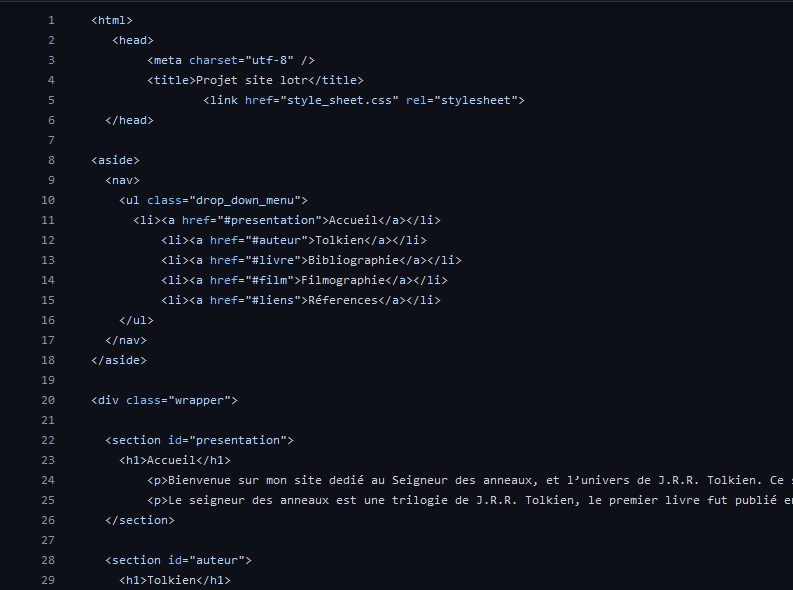 1 <html>
2 <head>
3 <meta charset="utf-8" />
4 <title>Projet site lotr</title>
5 <link href="style_sheet.css" rel="stylesheet">
6 </head>
7
8 <aside>
9 <nav>
10 <ul class="drop_down_menu">
11 <li><a href="#presentation">Accueil</a></li>
12 <li><a href="#auteur">Tolkien</a></li>
13 <li><a href="#livre">Bibliographie</a></li>
14 <li><a href="#film">Filmographie</a></li>
15 <li><a href="#liens">Réferences</a></li>
16 </ul>
17 </nav>
18 </aside>
19
20 <div class="wrapper">
21
22 <section id="presentation">
23 <h1>Accueil</h1>
24 <p>Bienvenue sur mon site dedié au Seigneur des anneaux, et l’univers de J.R.R. Tolkien. Ce
25 <p>Le seigneur des anneaux est une trilogie de J.R.R. Tolkien, le premier livre fut publié
26 </section>
27
28 <section id="auteur">
29 <h1>Tolkien</h1>